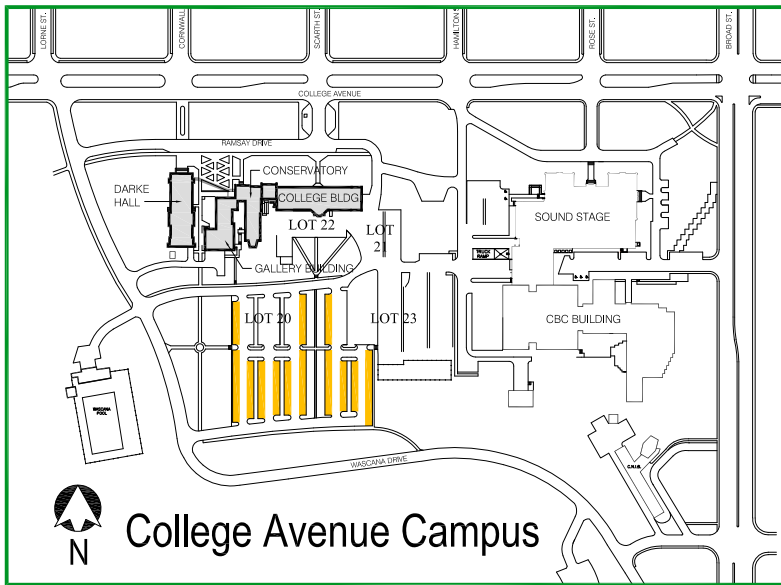 LORNE ST.
CORNWALL
SCARTH ST.
HAMILTON S
ROSE ST.
BROAD ST.
COLLEGE AVENUE
RAMSAY DRIVE
CONSERVATORY
DARKE
HALL
COLLEGE BLDG
LOT 22
LOT
21
SOUND STAGE
TRUCK
RAMP
GALLERY BUILDING
LOT 20
LOT 23
CBC BUILDING
WASCANA
POOL
WASCANA DRIVE
C.N.I.B.
N
College Avenue Campus